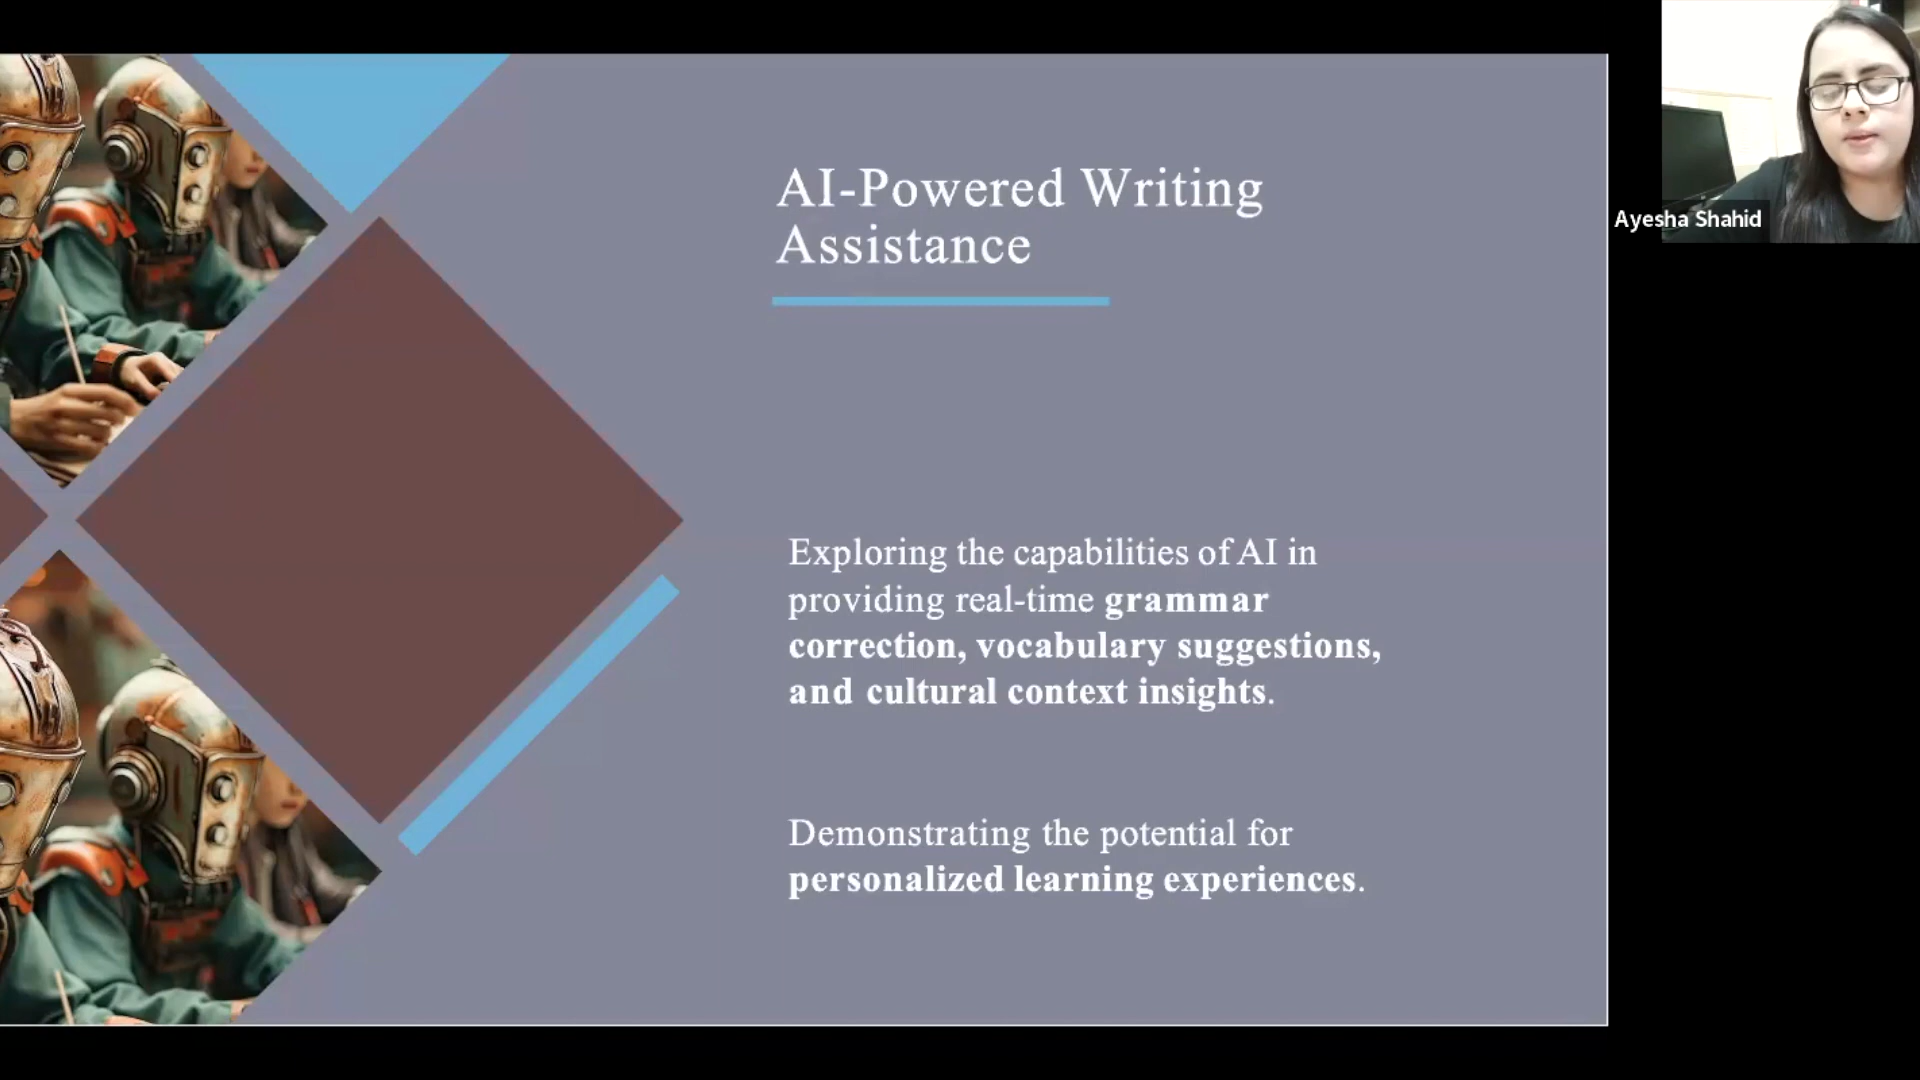 AI-Powered Writing
Assistance
Exploring the capabilities of AI in
providing real-time grammar
correction, vocabulary suggestions,
and cultural context insights.
Demonstrating the potential for
personalized learning experiences.
Ayesha Shahid